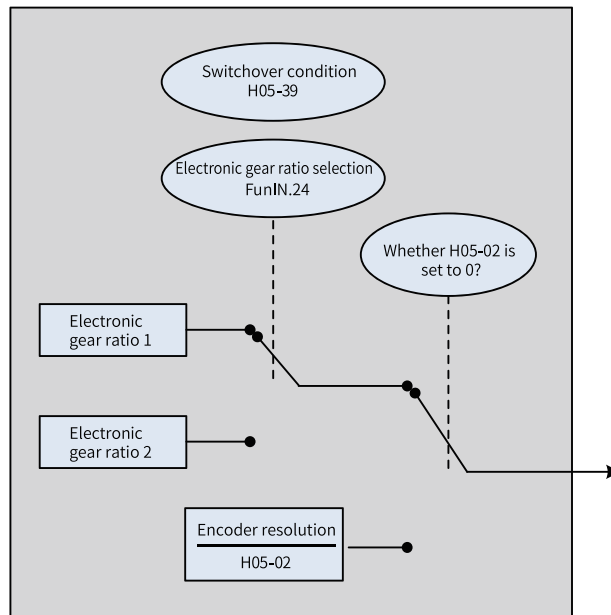 Switchover condition
H05-39
Electronic gear ratio selection
FunIN.24
Whether H05-02 is
set to 0?
Electronic
gear ratio 1
Electronic
gear ratio 2
Encoder resolution
H05-02